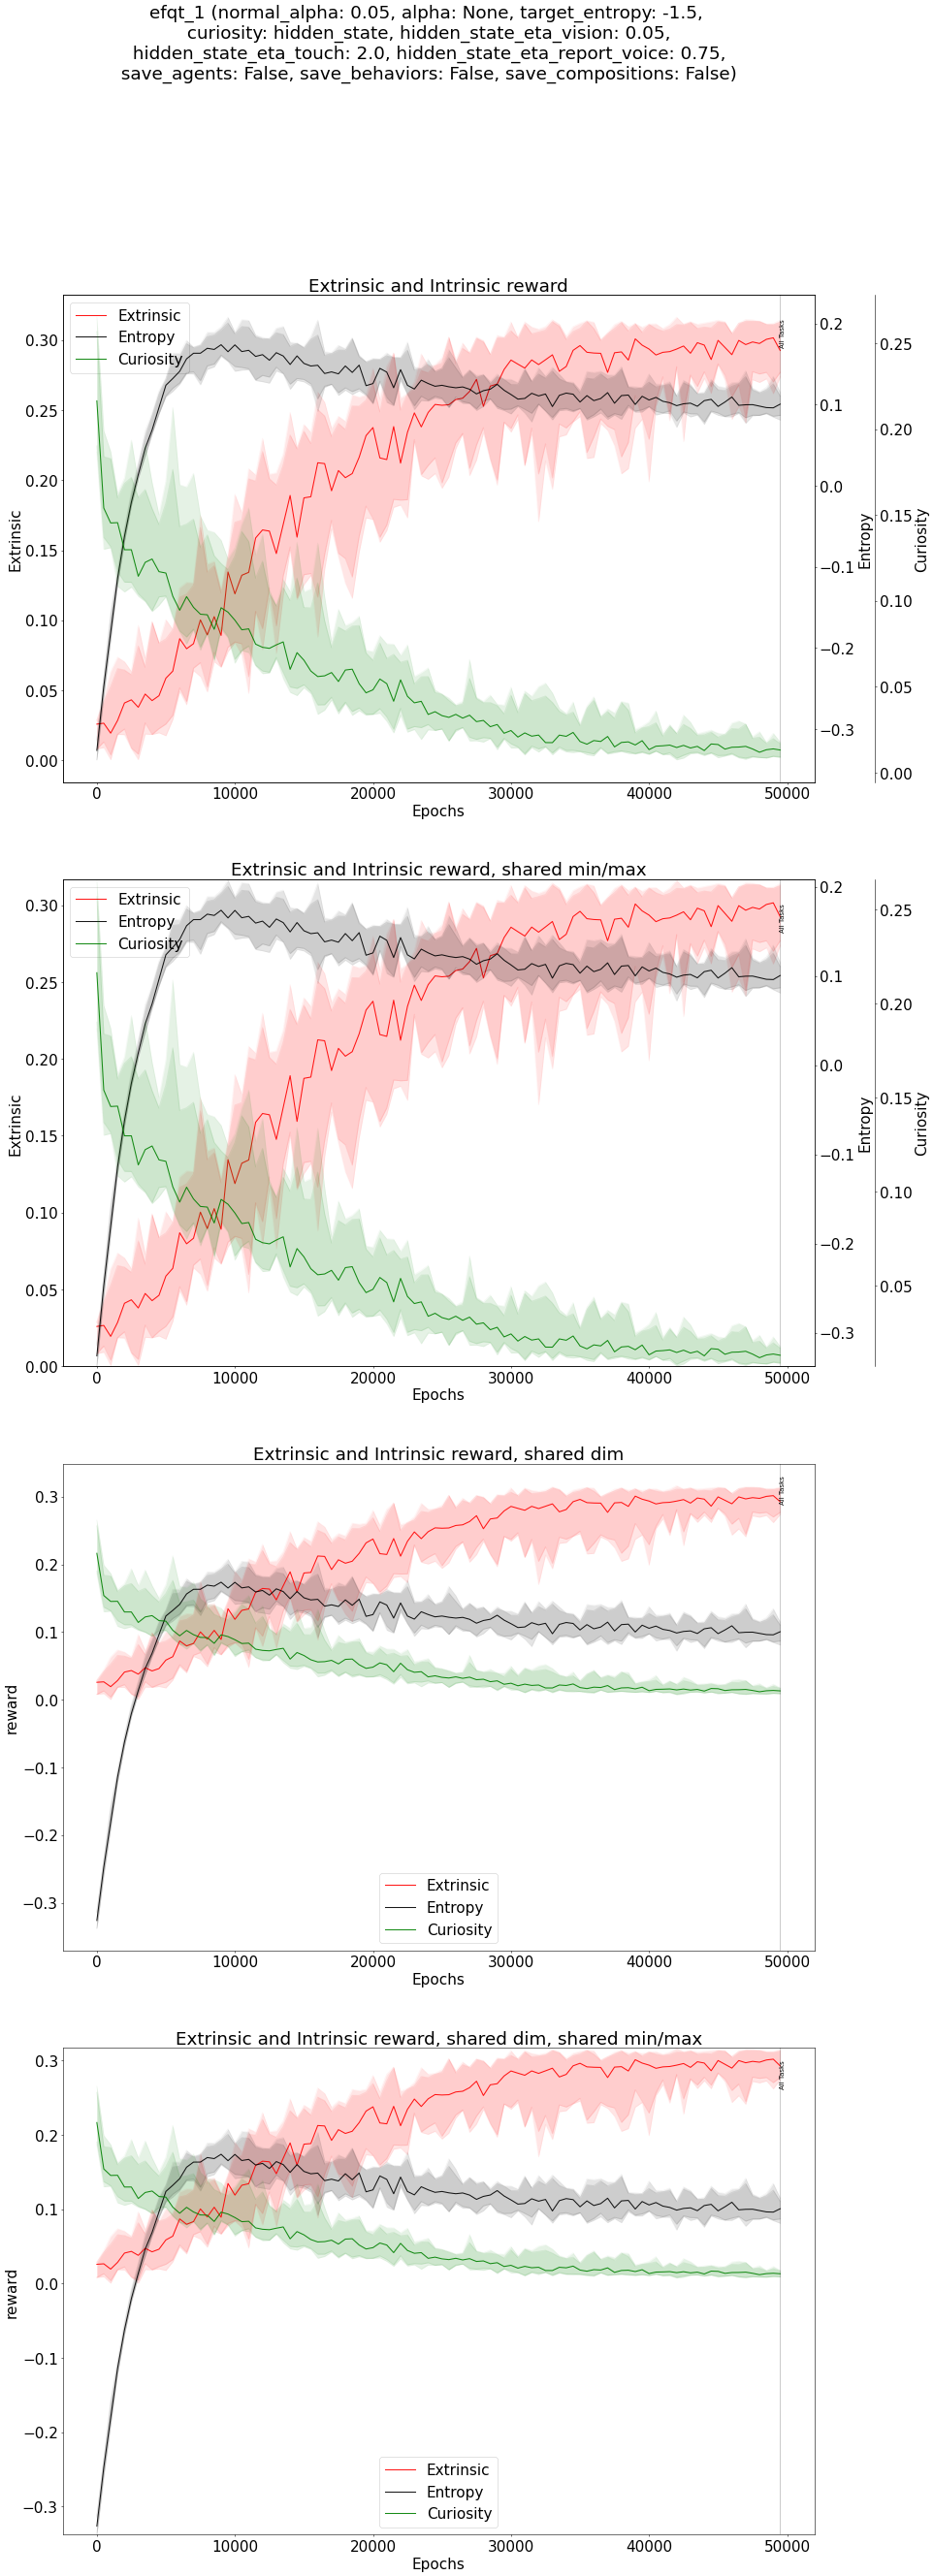 efqt_1 (normal_alpha: 0.05, alpha: None, target_entropy: -1.5,
curiosity: hidden_state, hidden_state_eta_vision: 0.05,
hidden_state_eta_touch: 2.0, hidden_state_eta_report_voice: 0.75,
save_agents: False, save_behaviors: False, save_compositions: False)
Extrinsic and Intrinsic reward
Extrinsic
Entropy
Curiosity
All Tasks
0.30
0.25
0.20
0.15
0.10
0.05
0.00
Extrinsic
0.2
0.1
0.0
−0.1
−0.2
−0.3
Entropy
0.25
0.20
0.15
0.10
0.05
0.00
Curiosity
0 10000 20000 30000 40000 50000
Epochs
Extrinsic and Intrinsic reward, shared min/max
Extrinsic
Entropy
Curiosity
All Tasks
0.30
0.25
0.20
0.15
0.10
0.05
0.00
Extrinsic
0.2
0.1
0.0
−0.1
−0.2
−0.3
Entropy
0.25
0.20
0.15
0.10
0.05
Curiosity
0 10000 20000 30000 40000 50000
Epochs
Extrinsic and Intrinsic reward, shared dim
All Tasks
0.3
0.2
0.1
0.0
−0.1
−0.2
−0.3
reward
Extrinsic
Entropy
Curiosity
0 10000 20000 30000 40000 50000
Epochs
Extrinsic and Intrinsic reward, shared dim, shared min/max
All Tasks
0.3
0.2
0.1
0.0
−0.1
−0.2
−0.3
reward
Extrinsic
Entropy
Curiosity
0 10000 20000 30000 40000 50000
Epochs